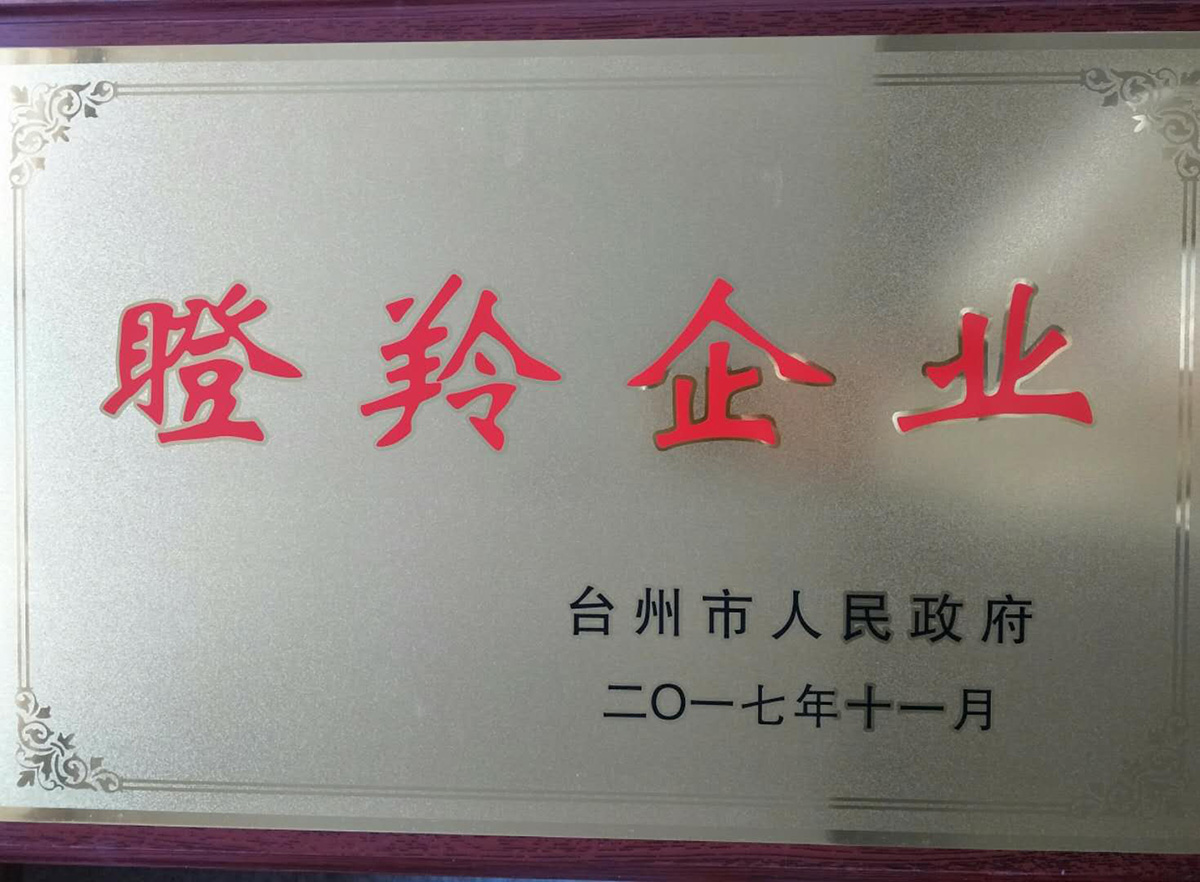 瞪羚企业
台州市人民政府
二〇一七年十一月